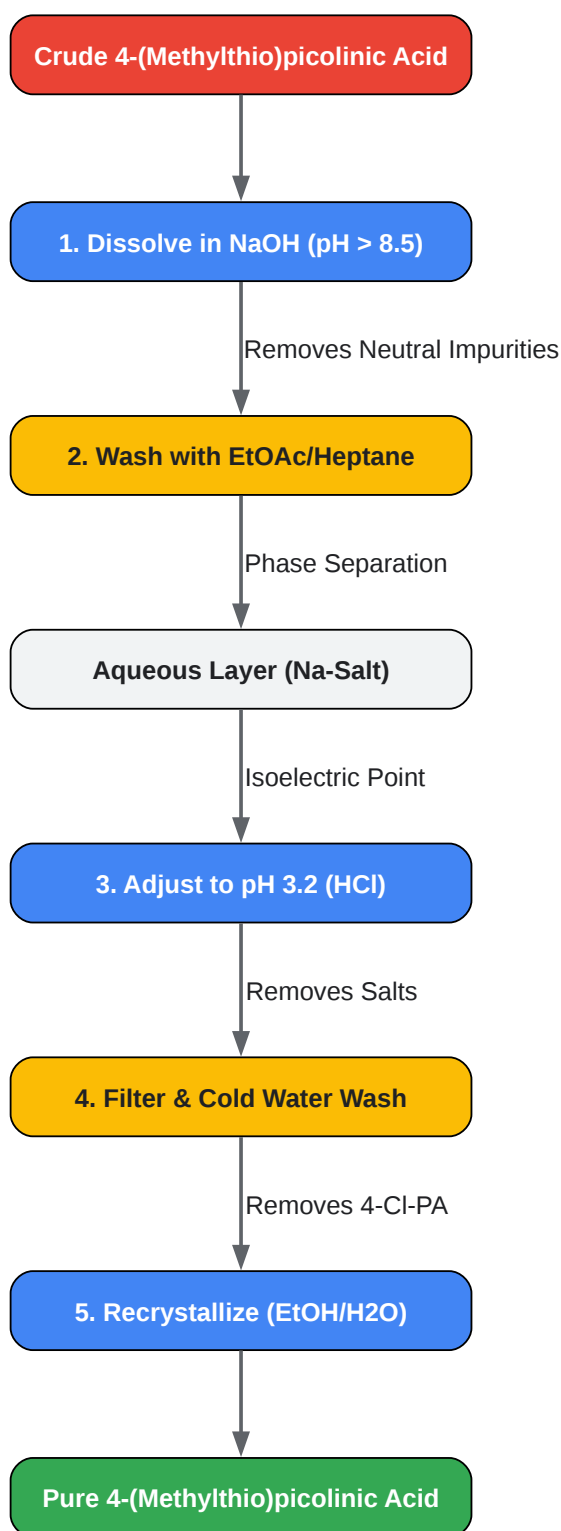 Crude 4-(Methylthio)picolinic Acid
1. Dissolve in NaOH (pH > 8.5)
Removes Neutral Impurities
2. Wash with EtOAc/Heptane
Phase Separation
Aqueous Layer (Na-Salt)
Isoelectric Point
3. Adjust to pH 3.2 (HCl)
Removes Salts
4. Filter & Cold Water Wash
Removes 4-Cl-PA
5. Recrystallize (EtOH/H2O)
Pure 4-(Methylthio)picolinic Acid